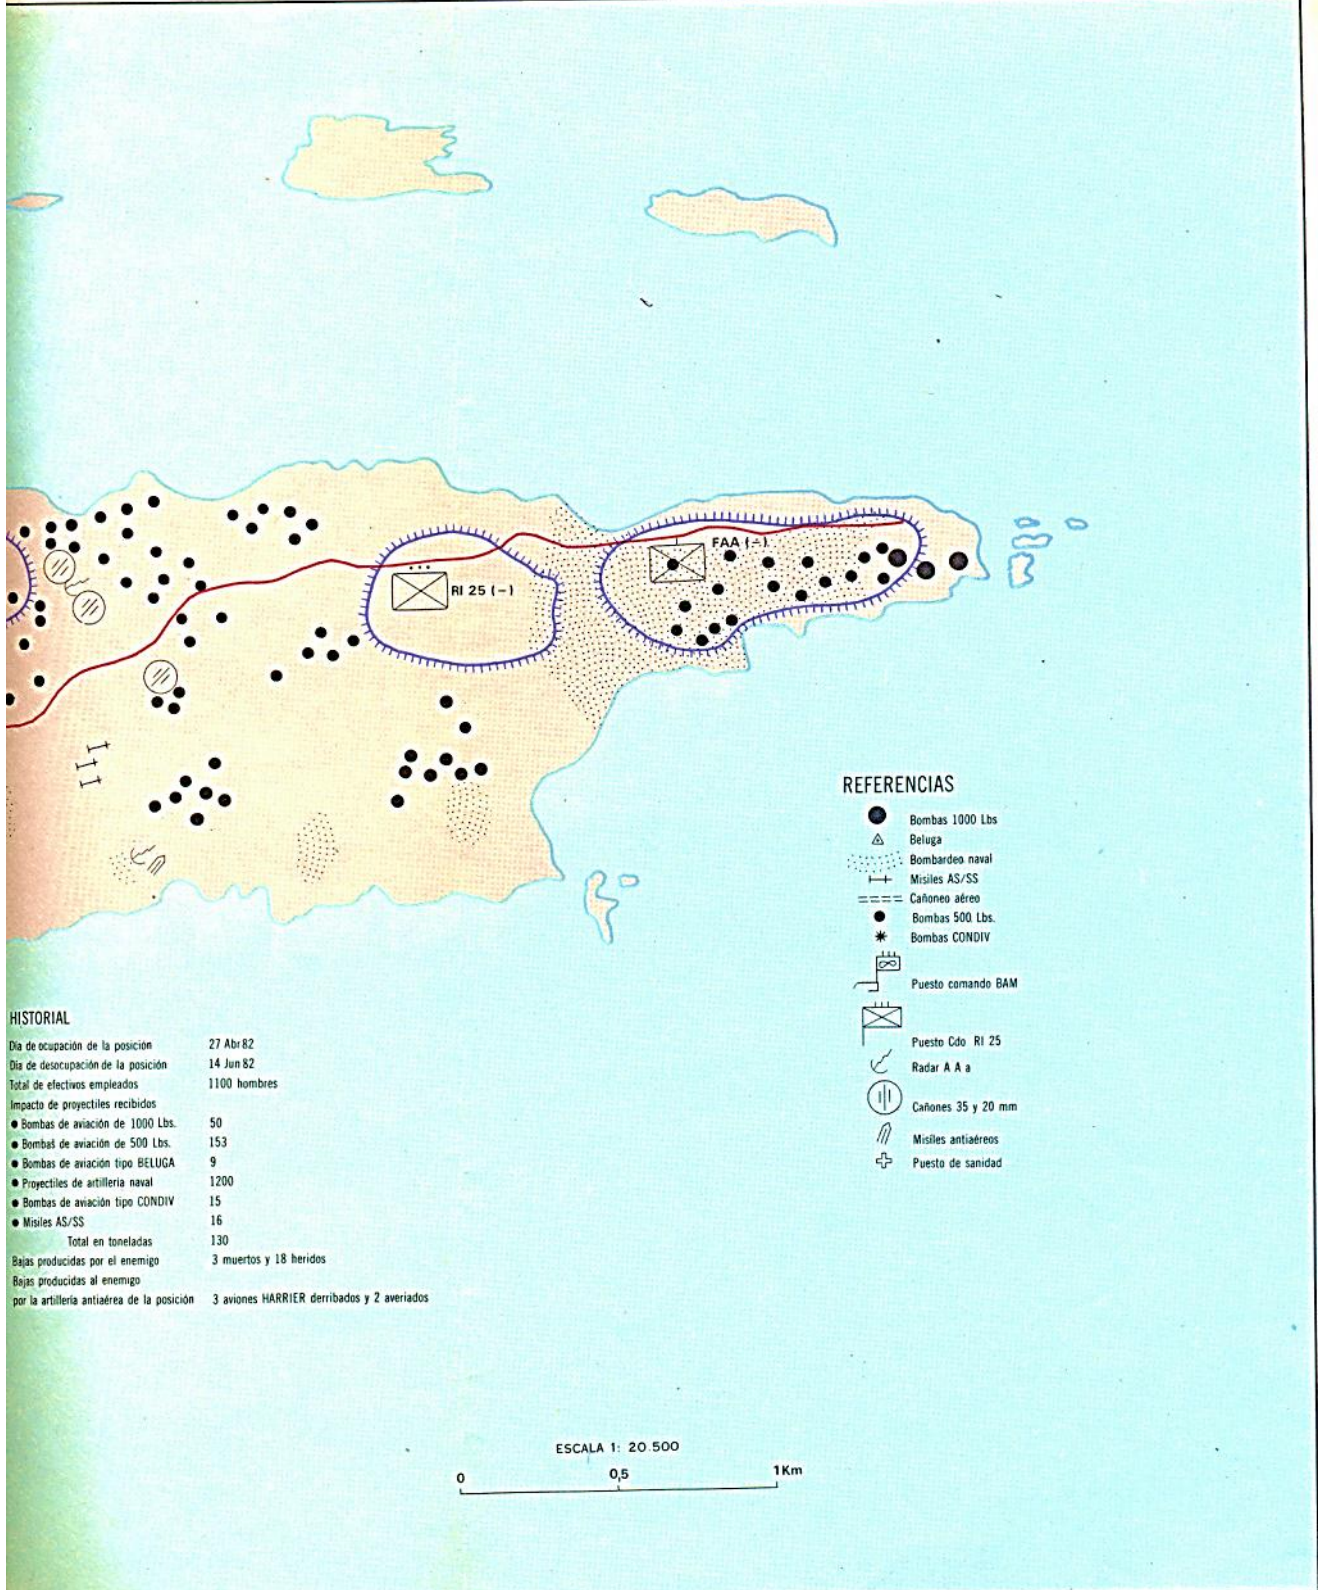 FAA (-)
RI 25 (-)
REFERENCIAS
Bombas 1000 Lbs
Beluga
Bombardeo naval
Misiles AS/SS
Cañoneo aéreo
Bombas 500 Lbs.
Bombas CONDIV
Puesto comando BAM
Puesto Cdo RI 25
Radar A A a
Cañones 35 y 20 mm
Misiles antiaéreos
Puesto de sanidad
HISTORIAL
Dia de ocupación de la posición 27 Abr 82
Dia de desocupación de la posición 14 Jun 82
Total de efectivos empleados 1100 hombres
Impacto de proyectiles recibidos
● Bombas de aviación de 1000 Lbs. 50
● Bombas de aviación de 500 Lbs. 153
● Bombas de aviación tipo BELUGA 9
● Proyectiles de artillería naval 1200
● Bombas de aviación tipo CONDIV 15
● Misiles AS/SS 16
Total en toneladas 130
Bajas producidas por el enemigo 3 muertos y 18 heridos
Bajas producidas al enemigo
por la artillería antiaérea de la posición 3 aviones HARRIER derribados y 2 averiados
ESCALA 1: 20.500
0 0,5 1 Km